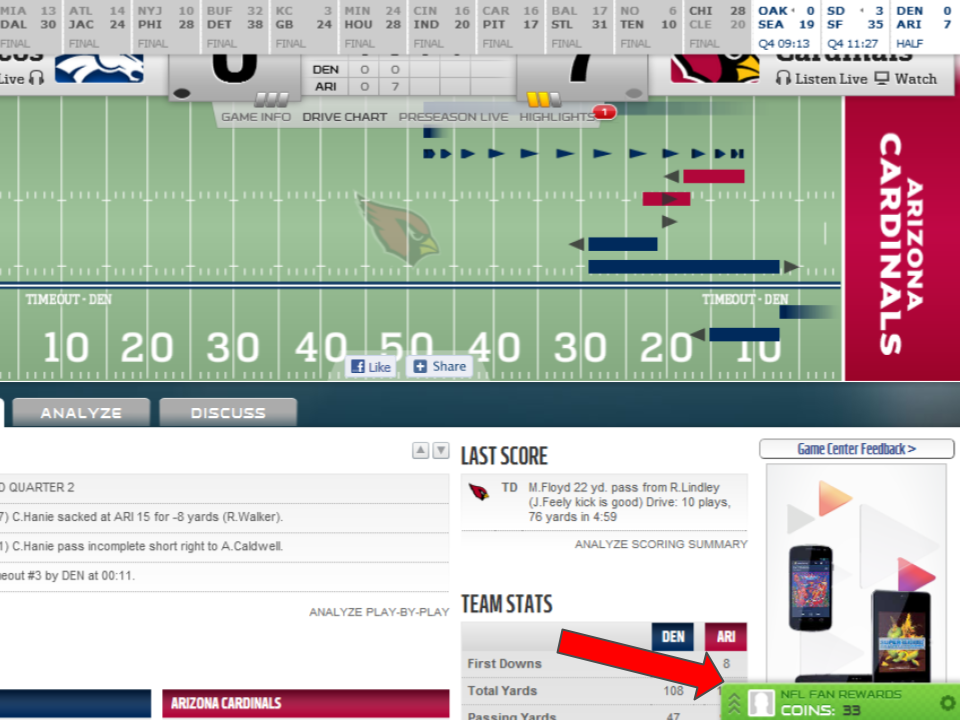 MIA 13 ATL 14 NYJ 10 BUF 32 KC 3 MIN 24 CIN 16 CAR 16 BAL 17 NO 6 CHI 28 OAK 0 SD 3 DEN 0
DAL 30 JAC 24 PHI 28 DET 38 GB 24 HOU 28 IND 20 PIT 17 STL 31 TEN 10 CLE 20 SEA 19 SF 35 ARI 7
FINAL FINAL FINAL FINAL FINAL FINAL FINAL FINAL FINAL FINAL FINAL Q4 09:13 Q4 11:27 HALF
Cardinals
Live
0
7
DEN 0 0
ARI 0 7
Listen Live Watch
GAME INFO DRIVE CHART PRESEASON LIVE HIGHLIGHTS 1
ARIZONA
CARDINALS
TIMEOUT - DEN TIMEOUT - DEN
10 20 30 40 50 40 30 20 10
Like Share
ANALYZE DISCUSS
LAST SCORE
Game Center Feedback >
QUARTER 2
TD M.Floyd 22 yd. pass from R.Lindley
(J.Feely kick is good) Drive: 10 plays,
76 yards in 4:59
7) C.Hanie sacked at ARI 15 for -8 yards (R.Walker).
1) C.Hanie pass incomplete short right to A.Caldwell.
ANALYZE SCORING SUMMARY
eout #3 by DEN at 00:11.
ANALYZE PLAY-BY-PLAY
TEAM STATS
DEN ARI
First Downs 8
Total Yards 108 1
Passing Yards 47
ARIZONA CARDINALS
NFL FAN REWARDS
COINS: 33